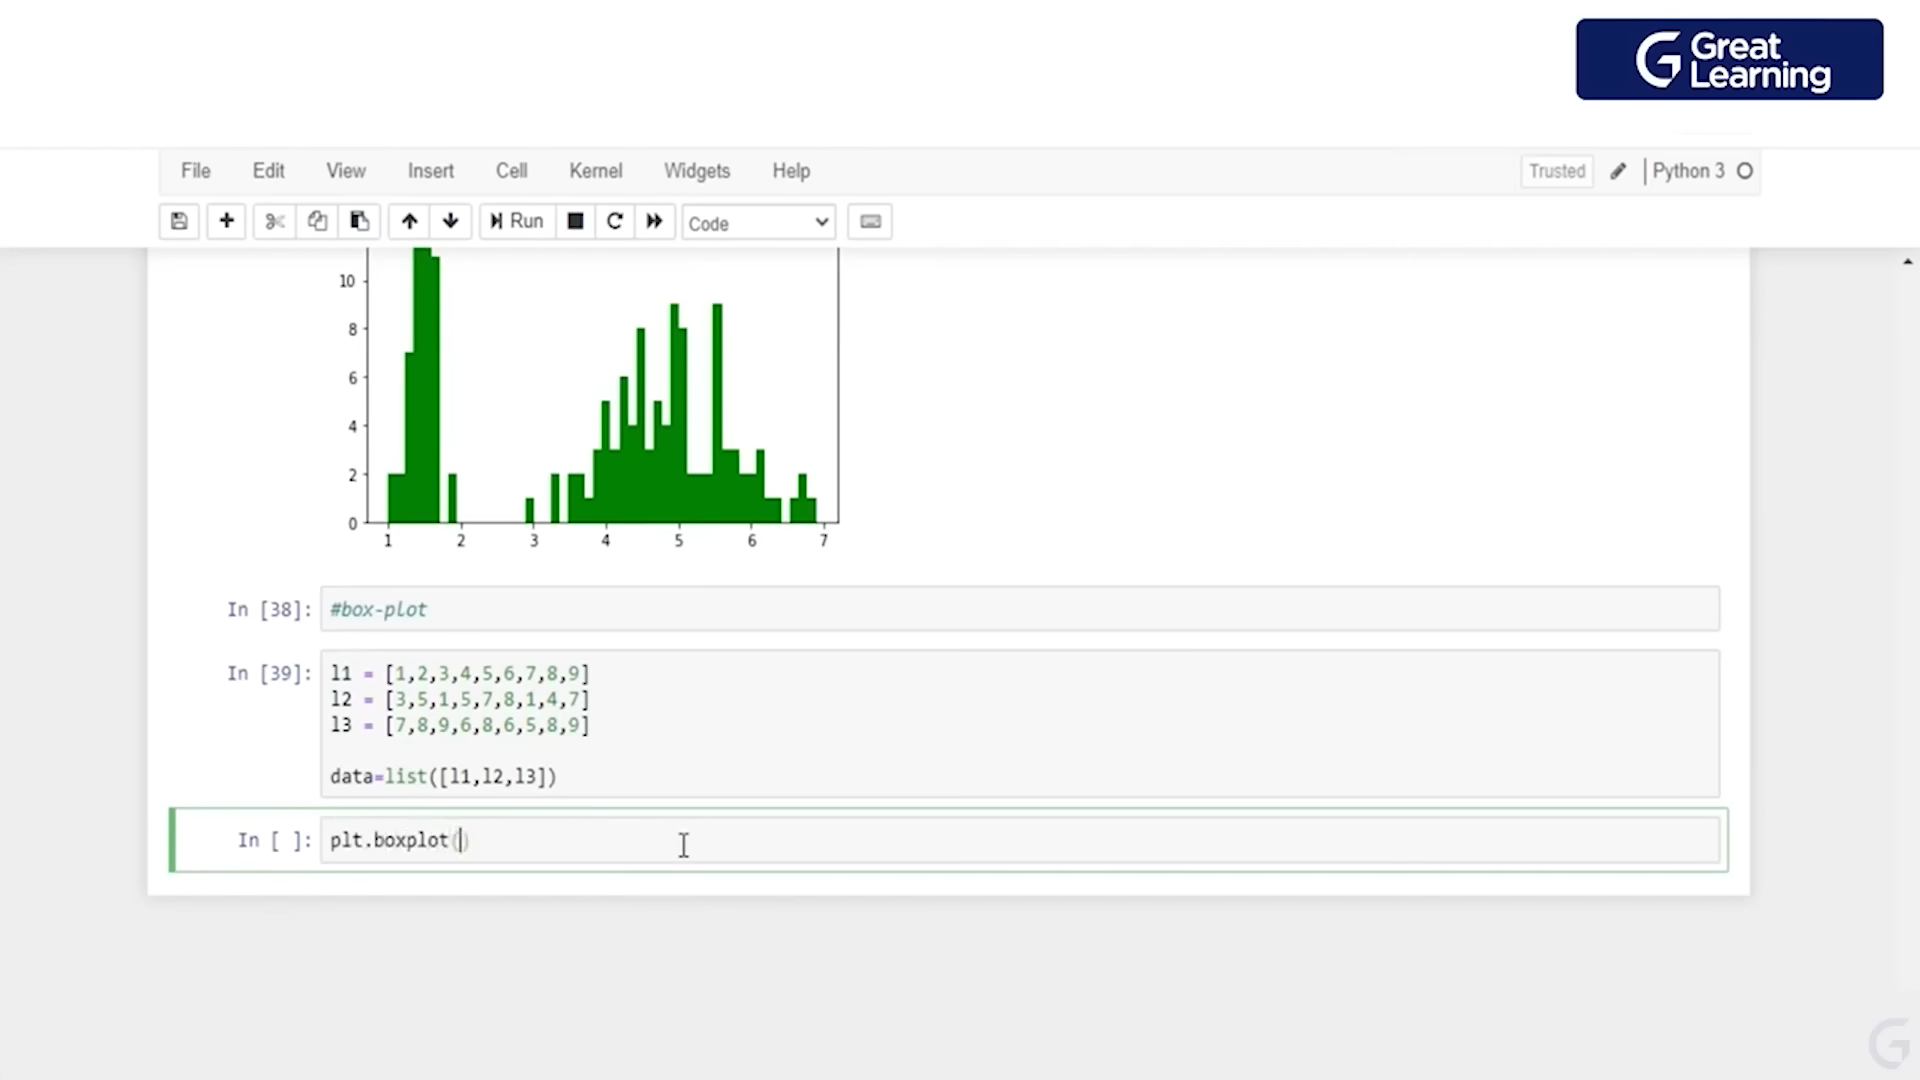 Great
Learning
File Edit View Insert Cell Kernel Widgets Help
Trusted Python 3
Run Code
10
8
6
4
2
0
1 2 3 4 5 6 7
In [38]: #box-plot
In [39]: l1 = [1,2,3,4,5,6,7,8,9]
l2 = [3,5,1,5,7,8,1,4,7]
l3 = [7,8,9,6,8,6,5,8,9]
data=list([l1,l2,l3])
In [ ]: plt.boxplot()